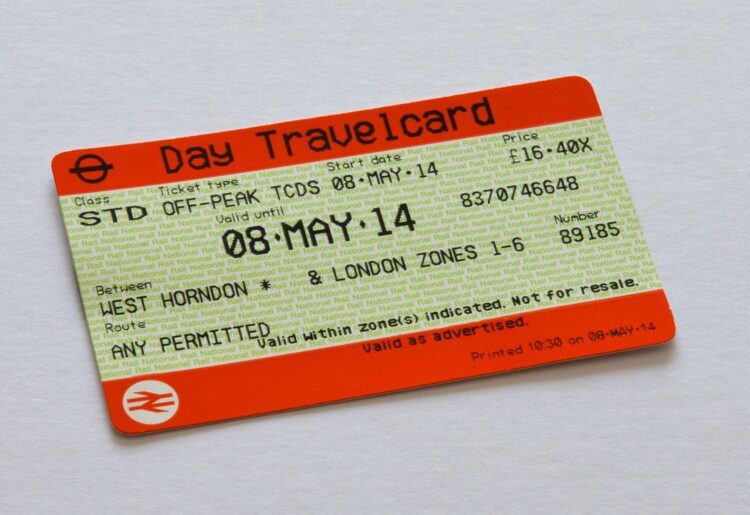 Day Travelcard
Class Ticket type Start date Price
STD OFF-PEAK TCDS 08·MAY·14 £16·40X
Valid until
08·MAY·14 8370746648
Number
Between
WEST HORNDON * & LONDON ZONES 1-6 89185
Route
ANY PERMITTED
Valid within zone(s) indicated. Not for resale.
Valid as advertised.
Printed 10:30 on 08·MAY·14